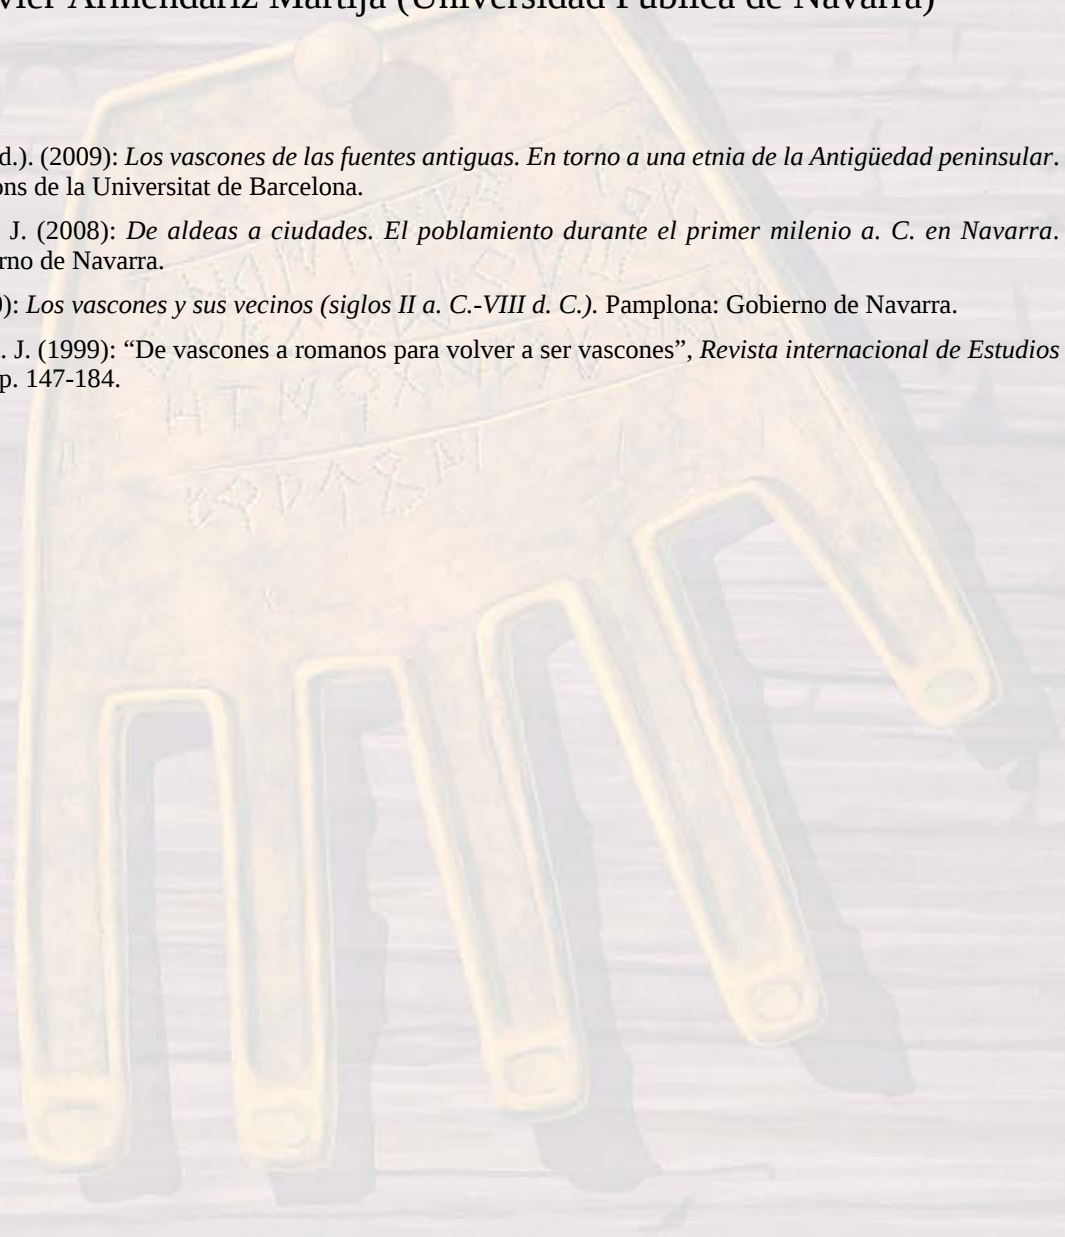 Armendáriz Martija (Universidad Pública de Navarra)
d.). (2009): Los vascones de las fuentes antiguas. En torno a una etnia de la Antigüedad peninsular.
ons de la Universitat de Barcelona.
J. (2008): De aldeas a ciudades. El poblamiento durante el primer milenio a. C. en Navarra.
rno de Navarra.
): Los vascones y sus vecinos (siglos II a. C.-VIII d. C.). Pamplona: Gobierno de Navarra.
. J. (1999): “De vascones a romanos para volver a ser vascones”, Revista internacional de Estudios
p. 147-184.